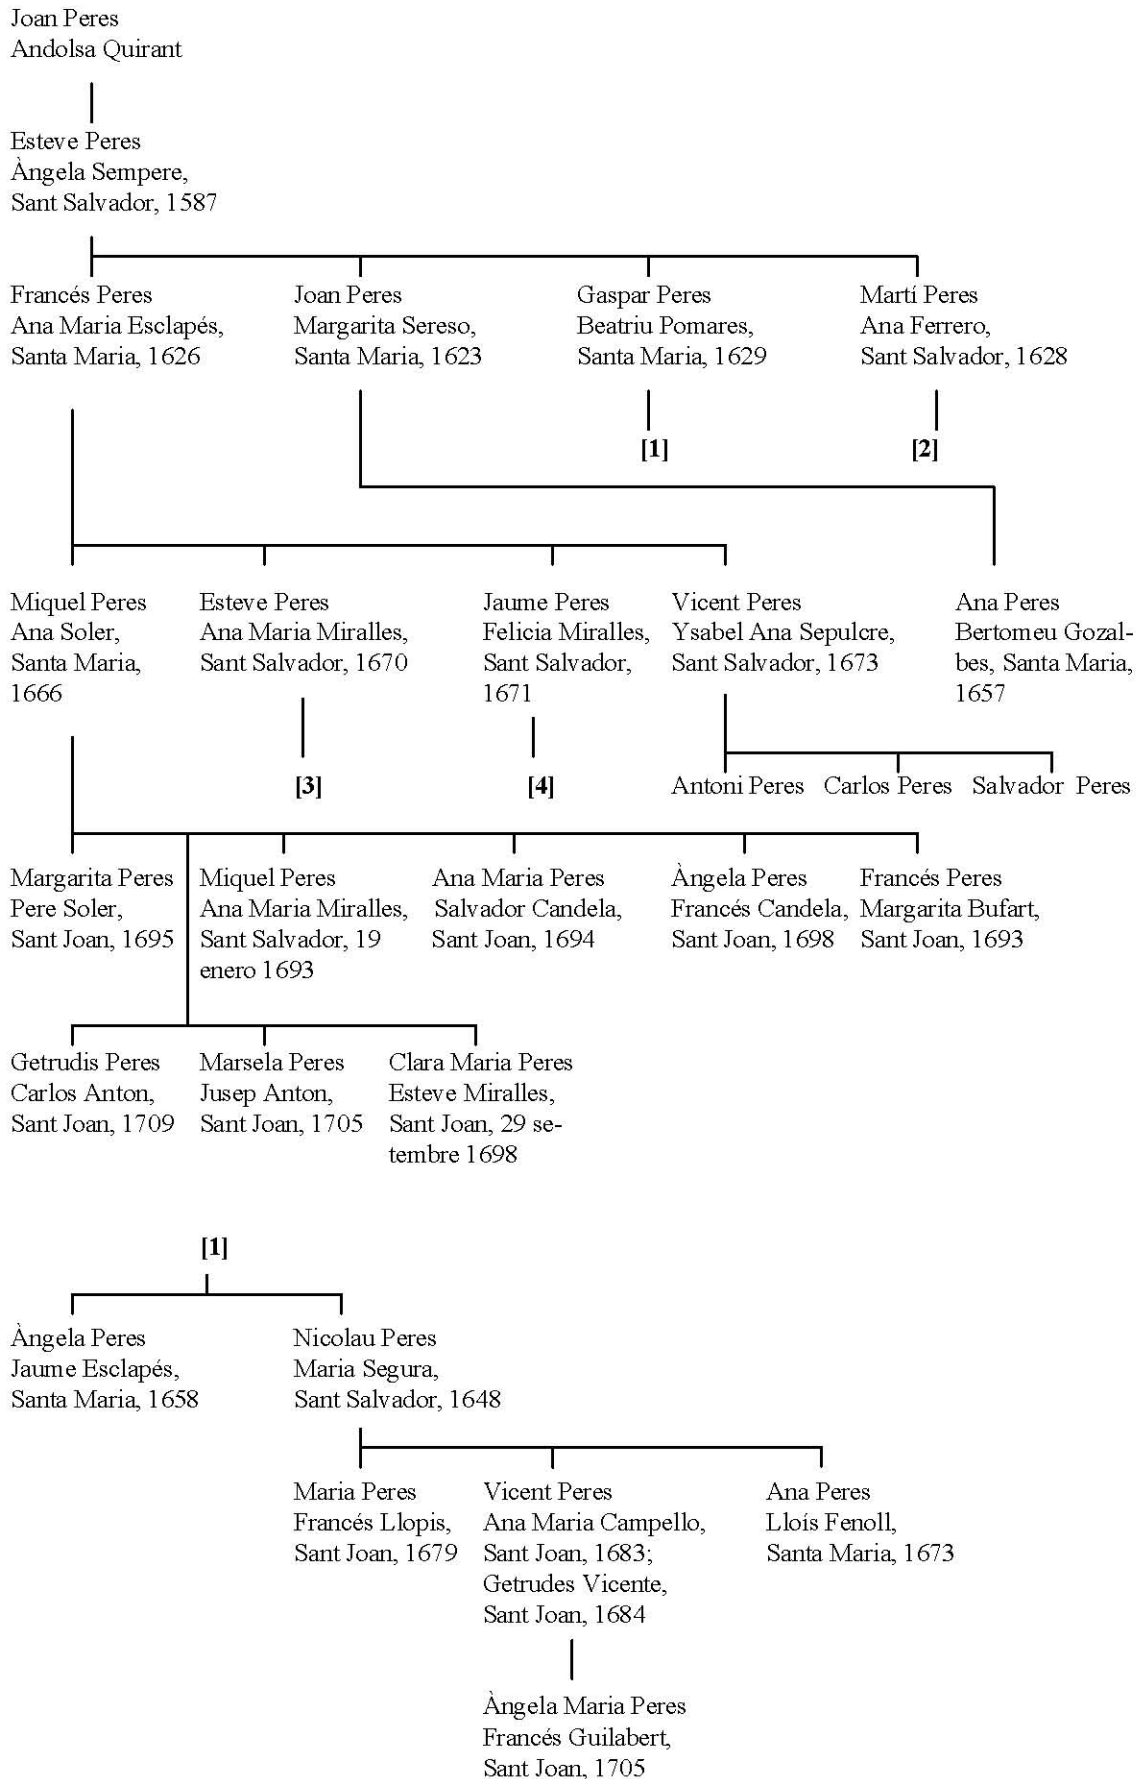 Joan Peres
Andolsa Quirant
Esteve Peres
Àngela Sempere,
Sant Salvador, 1587
Francés Peres
Ana Maria Esclapés,
Santa Maria, 1626
Joan Peres
Margarita Sereso,
Santa Maria, 1623
Gaspar Peres
Beatriu Pomares,
Santa Maria, 1629
Martí Peres
Ana Ferrero,
Sant Salvador, 1628
[1]
[2]
Miquel Peres
Ana Soler,
Santa Maria,
1666
Esteve Peres
Ana Maria Miralles,
Sant Salvador, 1670
Jaume Peres
Felicia Miralles,
Sant Salvador,
1671
Vicent Peres
Ysabel Ana Sepulcre,
Sant Salvador, 1673
Ana Peres
Bertomeu Gozal-
bes, Santa Maria,
1657
[3]
[4]
Antoni Peres
Carlos Peres
Salvador Peres
Margarita Peres
Pere Soler,
Sant Joan, 1695
Miquel Peres
Ana Maria Miralles,
Sant Salvador, 19
enero 1693
Ana Maria Peres
Salvador Candela,
Sant Joan, 1694
Àngela Peres
Francés Candela,
Sant Joan, 1698
Francés Peres
Margarita Bufart,
Sant Joan, 1693
Getrudis Peres
Carlos Anton,
Sant Joan, 1709
Marsela Peres
Jusep Anton,
Sant Joan, 1705
Clara Maria Peres
Esteve Miralles,
Sant Joan, 29 se-
tembre 1698
[1]
Àngela Peres
Jaume Esclapés,
Santa Maria, 1658
Nicolau Peres
Maria Segura,
Sant Salvador, 1648
Maria Peres
Francés Llopis,
Sant Joan, 1679
Vicent Peres
Ana Maria Campello,
Sant Joan, 1683;
Getrudes Vicente,
Sant Joan, 1684
Ana Peres
Lloís Fenoll,
Santa Maria, 1673
Àngela Maria Peres
Francés Guilabert,
Sant Joan, 1705